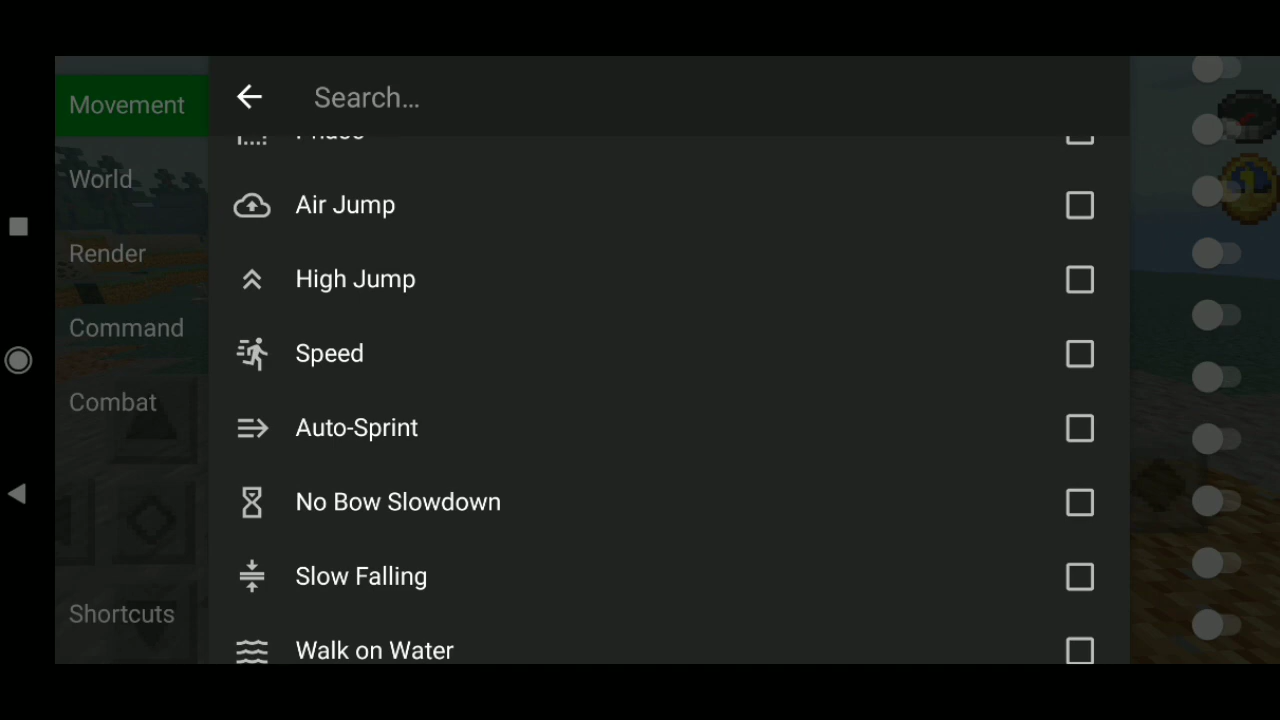 Movement
World
Render
Command
Combat
Shortcuts
Search...
Phase
Air Jump
High Jump
Speed
Auto-Sprint
No Bow Slowdown
Slow Falling
Walk on Water